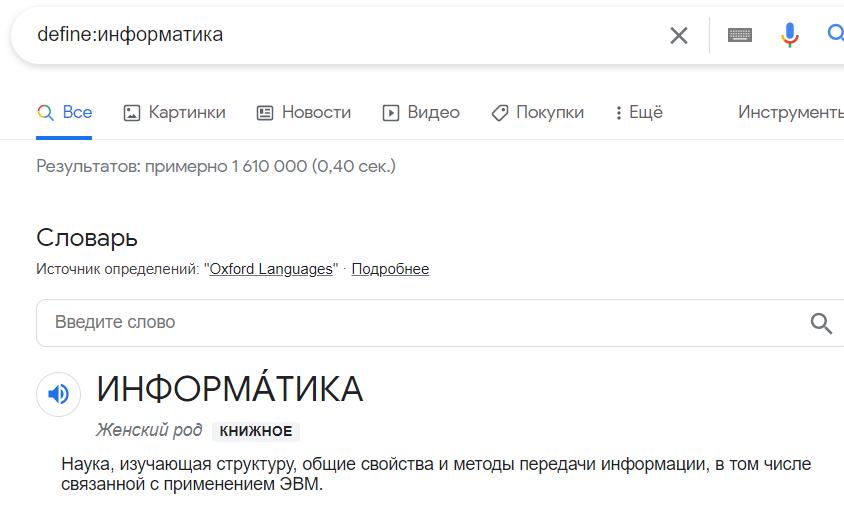 define:информатика
Все Картинки Новости Видео Покупки Ещё Инструменты
Результатов: примерно 1 610 000 (0,40 сек.)
Словарь
Источник определений: "Oxford Languages" · Подробнее
Введите слово
ИНФОРМА́ТИКА
Женский род КНИЖНОЕ
Наука, изучающая структуру, общие свойства и методы передачи информации, в том числе
связанной с применением ЭВМ.